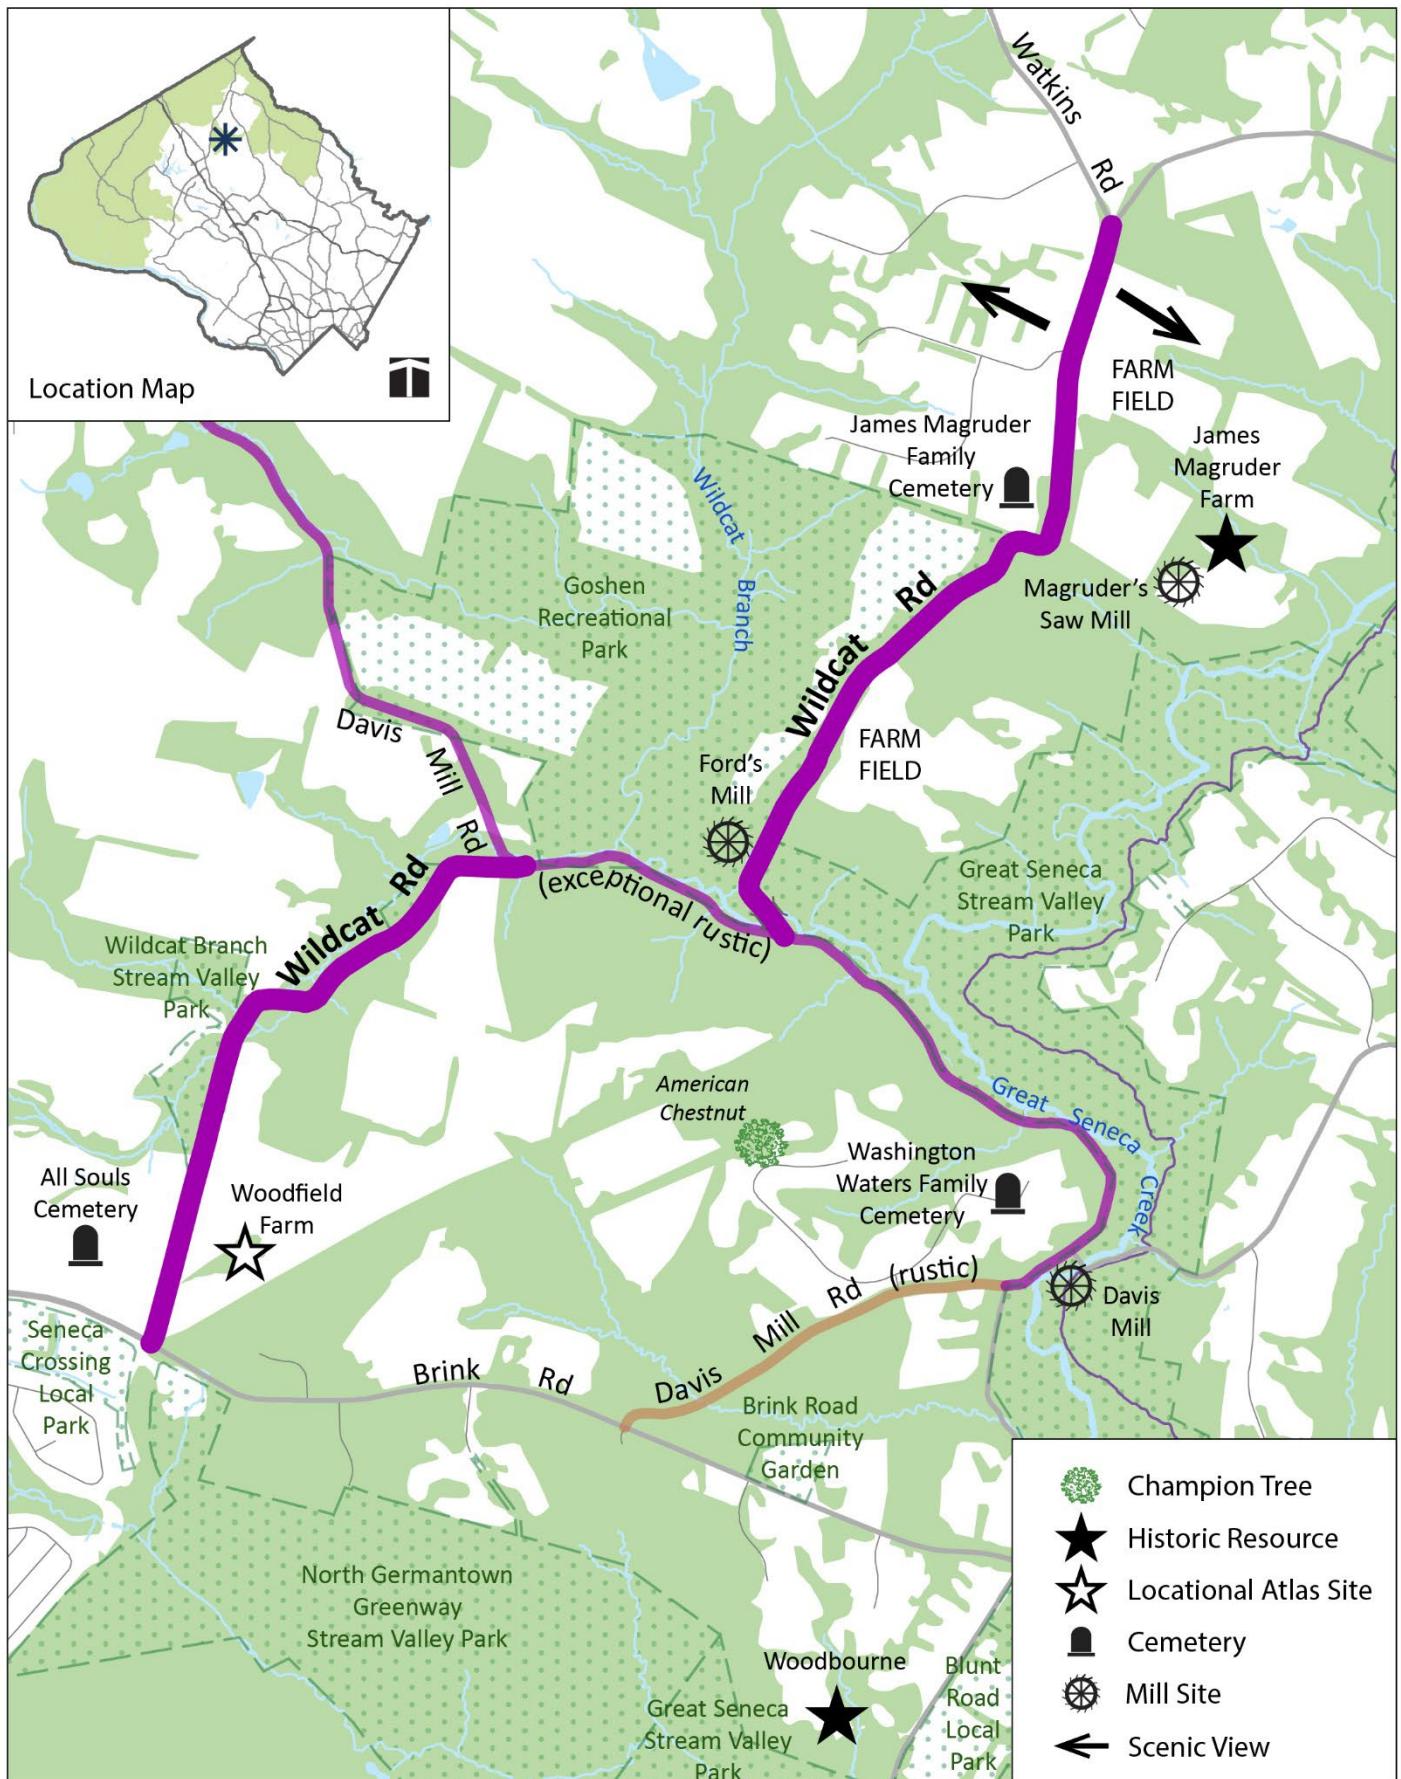 Location Map
Watkins
Rd
FARM
FIELD
James Magruder
Family
Cemetery
James
Magruder
Farm
Wildcat
Branch
Goshen
Recreational
Park
Wildcat Rd
Magruder's
Saw Mill
Davis
Mill
Rd
Ford's
Mill
FARM
FIELD
(exceptional rustic)
Great Seneca
Stream Valley
Park
Wildcat Rd
Wildcat Branch
Stream Valley
Park
American
Chestnut
Great Seneca
Creek
Washington
Waters Family
Cemetery
All Souls
Cemetery
Woodfield
Farm
Davis Mill Rd (rustic)
Davis
Mill
Seneca
Crossing
Local
Park
Brink Rd
Brink Road
Community
Garden
North Germantown
Greenway
Stream Valley Park
Woodbourne
Great Seneca
Stream Valley
Park
Blunt
Road
Local
Park
Champion Tree
Historic Resource
Locational Atlas Site
Cemetery
Mill Site
Scenic View